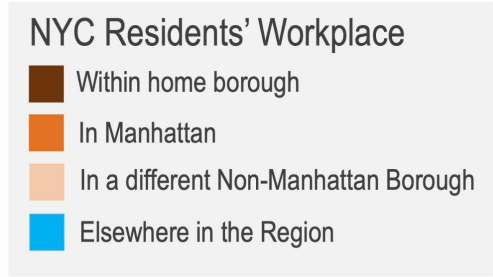 NYC Residents’ Workplace
Within home borough
In Manhattan
In a different Non-Manhattan Borough
Elsewhere in the Region